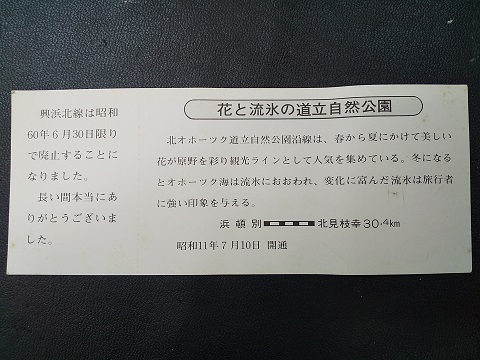 興浜北線は昭和
60年6月30日限り
で廃止することに
なりました。
長い間本当にあ
りがとうございま
した。
花と流氷の道立自然公園
北オホーツク道立自然公園沿線は、春から夏にかけて美しい
花が原野を彩り観光ラインとして人気を集めている。冬になる
とオホーツク海は流氷におおわれ、変化に富んだ流氷は旅行者
に強い印象を与える。
浜頓別 北見枝幸30.4km
昭和11年7月10日 開通